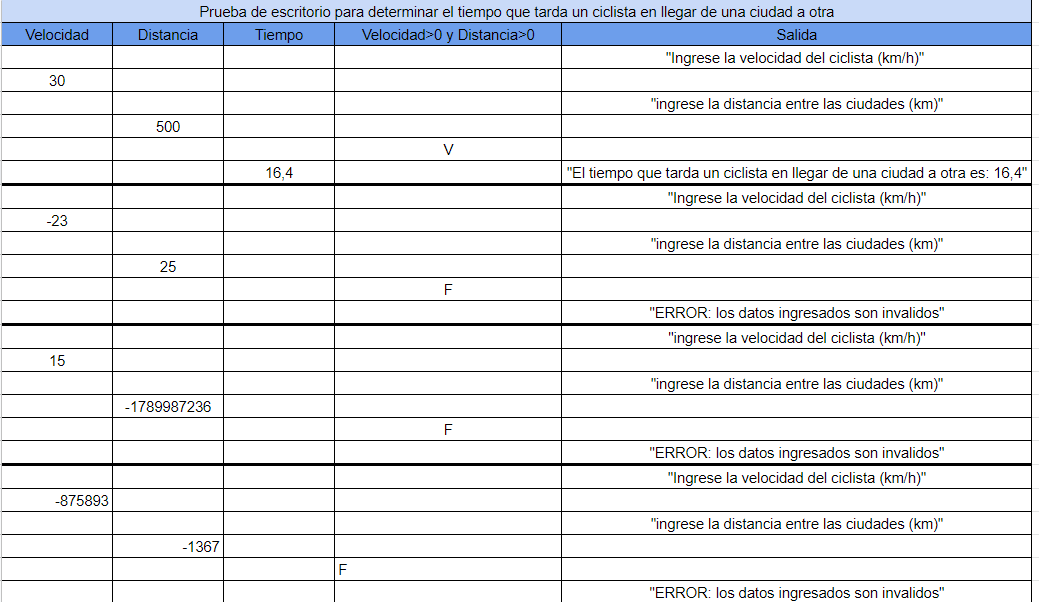 Prueba de escritorio para determinar el tiempo que tarda un ciclista en llegar de una ciudad a otra
Velocidad Distancia Tiempo Velocidad>0 y Distancia>0 Salida
"Ingrese la velocidad del ciclista (km/h)"
30
"ingrese la distancia entre las ciudades (km)"
500
V
16,4 "El tiempo que tarda un ciclista en llegar de una ciudad a otra es: 16,4"
"Ingrese la velocidad del ciclista (km/h)"
-23
"ingrese la distancia entre las ciudades (km)"
25
F
"ERROR: los datos ingresados son invalidos"
"ingrese la velocidad del ciclista (km/h)"
15
"ingrese la distancia entre las ciudades (km)"
-1789987236
F
"ERROR: los datos ingresados son invalidos"
"Ingrese la velocidad del ciclista (km/h)"
-875893
"ingrese la distancia entre las ciudades (km)"
-1367
F
"ERROR: los datos ingresados son invalidos"